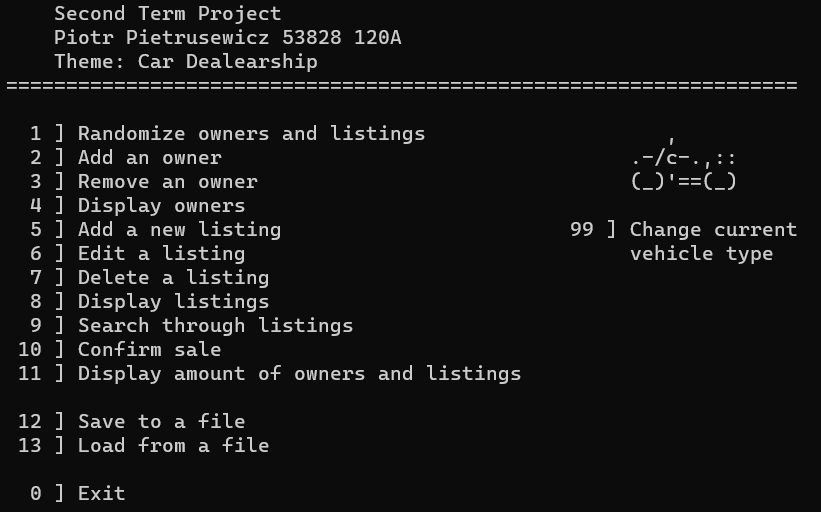 Second Term Project
Piotr Pietrusewicz 53828 120A
Theme: Car Dealearship
==================================================================
1 ] Randomize owners and listings
2 ] Add an owner
3 ] Remove an owner
4 ] Display owners
5 ] Add a new listing
6 ] Edit a listing
7 ] Delete a listing
8 ] Display listings
9 ] Search through listings
10 ] Confirm sale
11 ] Display amount of owners and listings
12 ] Save to a file
13 ] Load from a file
0 ] Exit
,
.-/c-.,::
(_)'==(_)
99 ] Change current
vehicle type